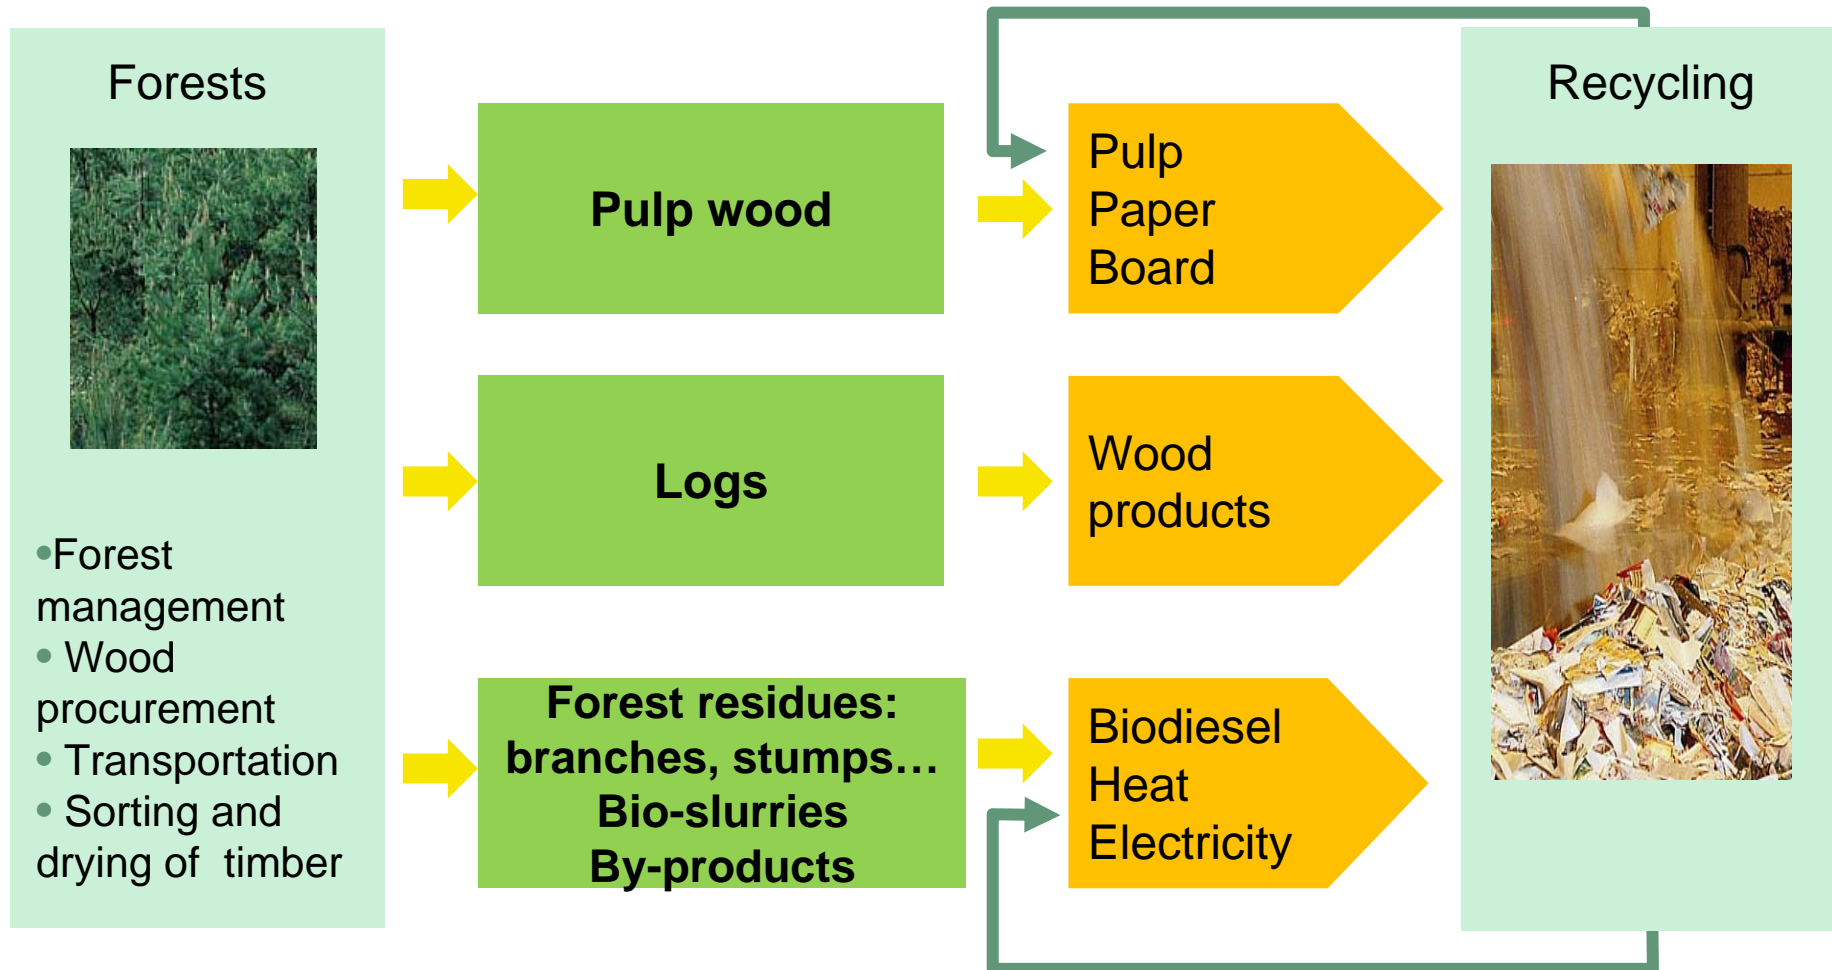 Forests
•Forest
management
• Wood
procurement
• Transportation
• Sorting and
drying of  timber
Pulp wood
Logs
Forest residues:
branches, stumps…
Bio-slurries
By-products
Pulp
Paper
Board
Wood
products
Biodiesel
Heat
Electricity
Recycling